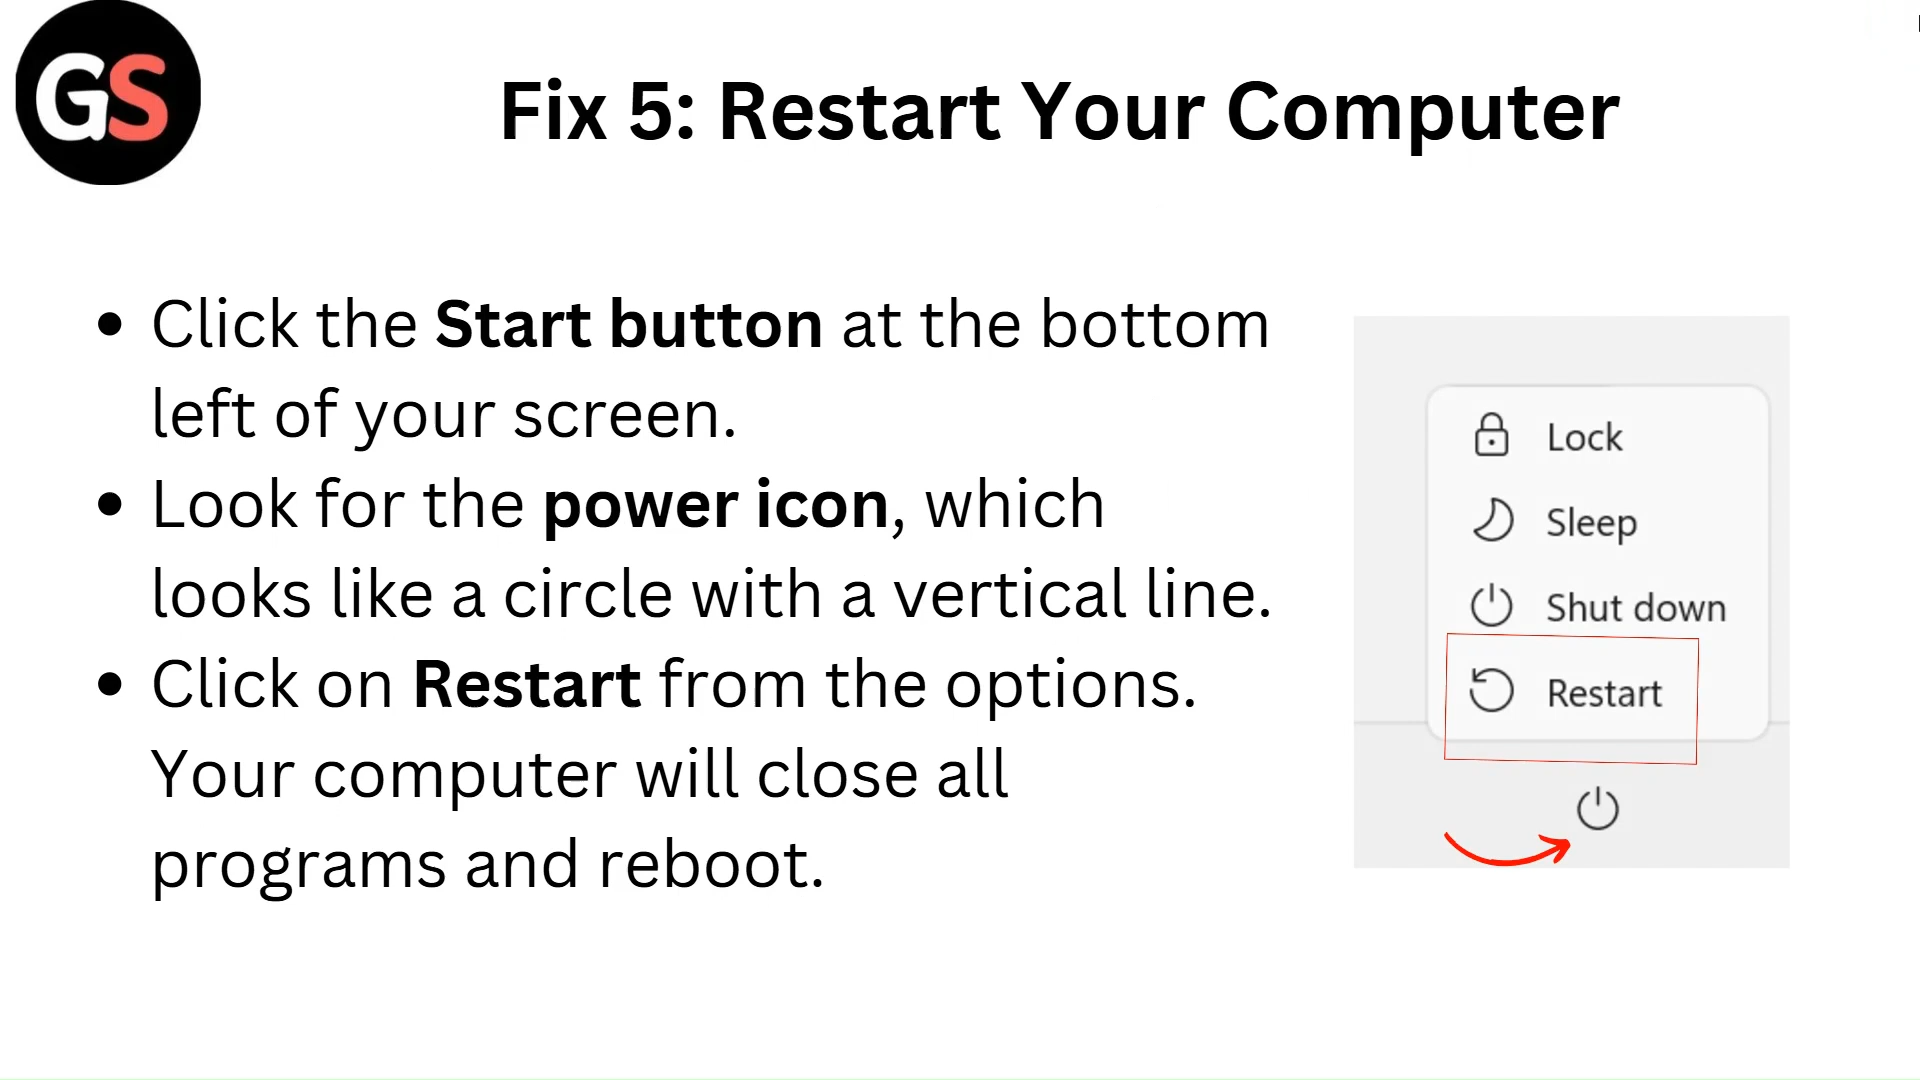 GS
Fix 5: Restart Your Computer
• Click the Start button at the bottom
left of your screen.
• Look for the power icon, which
looks like a circle with a vertical line.
• Click on Restart from the options.
Your computer will close all
programs and reboot.
Lock
Sleep
Shut down
Restart